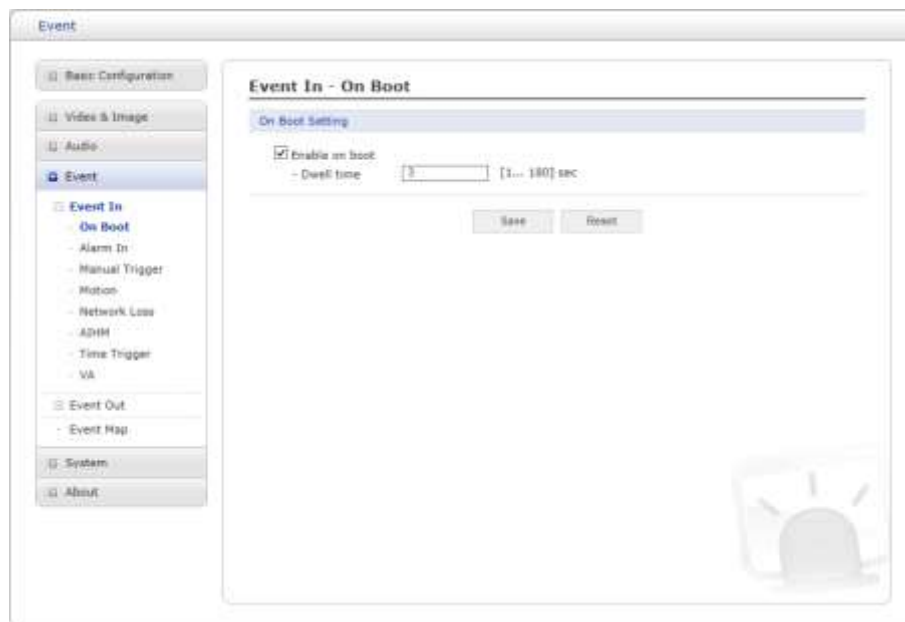 Event
Basic Configuration
Video & Image
Audio
Event
Event In
- On Boot
- Alarm In
- Manual Trigger
- Motion
- Network Loss
- ADHM
- Time Trigger
- VA
Event Out
- Event Map
System
About
Event In - On Boot
On Boot Setting
Enable on boot
- Dwell time 3 [1... 180] sec
Save Reset